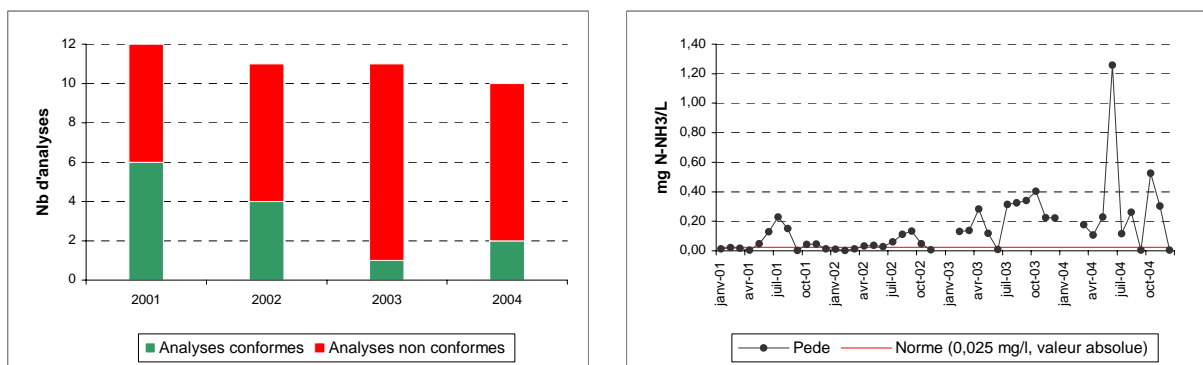 12
10
8
6
4
2
0
Nb d'analyses
2001 2002 2003 2004
Analyses conformes Analyses non conformes
1,40
1,20
1,00
0,80
0,60
0,40
0,20
0,00
mg N-NH3/L
janv-01 avr-01 juil-01 oct-01 janv-02 avr-02 juil-02 oct-02 janv-03 avr-03 juil-03 oct-03 janv-04 avr-04 juil-04 oct-04
Pede Norme (0,025 mg/l, valeur absolue)